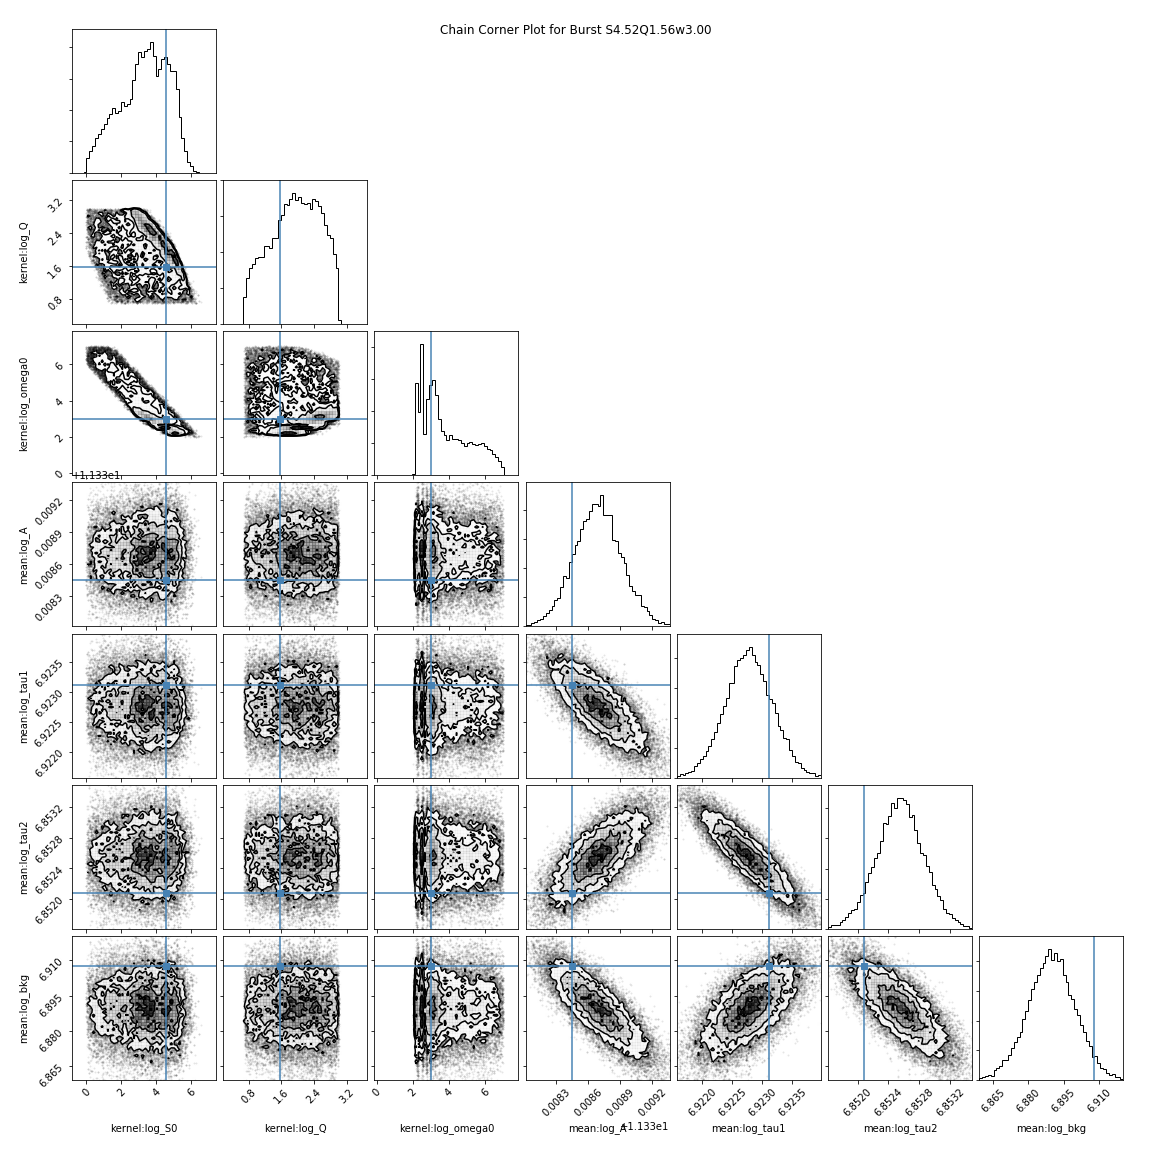 Chain Corner Plot for Burst S4.52Q1.56w3.00
kernel:log_Q
3.2
2.4
1.6
0.8
kernel:log_omega0
6
4
2
0
+1.133e1
mean:log_A
0.0092
0.0089
0.0086
0.0083
mean:log_tau1
6.9235
6.9230
6.9225
6.9220
mean:log_tau2
6.8532
6.8528
6.8524
6.8520
mean:log_bkg
6.910
6.895
6.880
6.865
0 2 4 6
0.8 1.6 2.4 3.2
0 2 4 6
0.0083 0.0086 0.0089 0.0092
6.9220 6.9225 6.9230 6.9235
6.8520 6.8524 6.8528 6.8532
6.865 6.880 6.895 6.910
+1.133e1
kernel:log_S0 kernel:log_Q kernel:log_omega0 mean:log_A mean:log_tau1 mean:log_tau2 mean:log_bkg